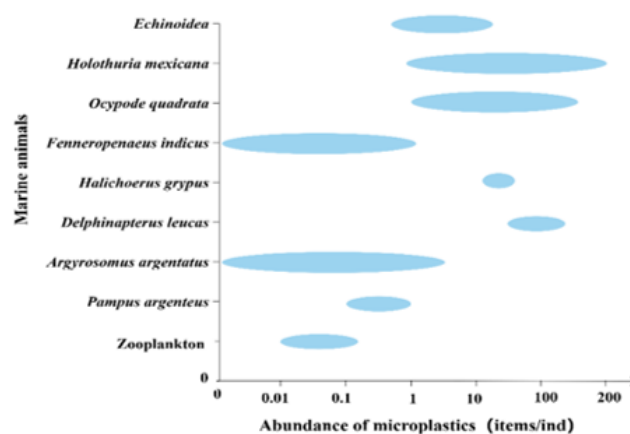 Echinoidea
Holothuria mexicana
Ocypode quadrata
Fenneropenaeus indicus
Halichoerus grypus
Delphinapterus leucas
Argyrosomus argentatus
Pampus argenteus
Zooplankton
Marine animals
0
0 0.01 0.1 1 10 100 200
Abundance of microplastics (items/ind)